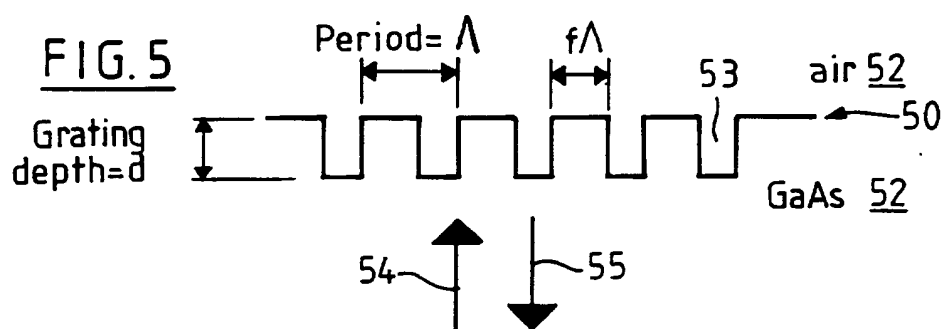 FIG. 5
Period= Λ
fΛ
53
air 52
50
Grating
depth=d
GaAs 52
54
55